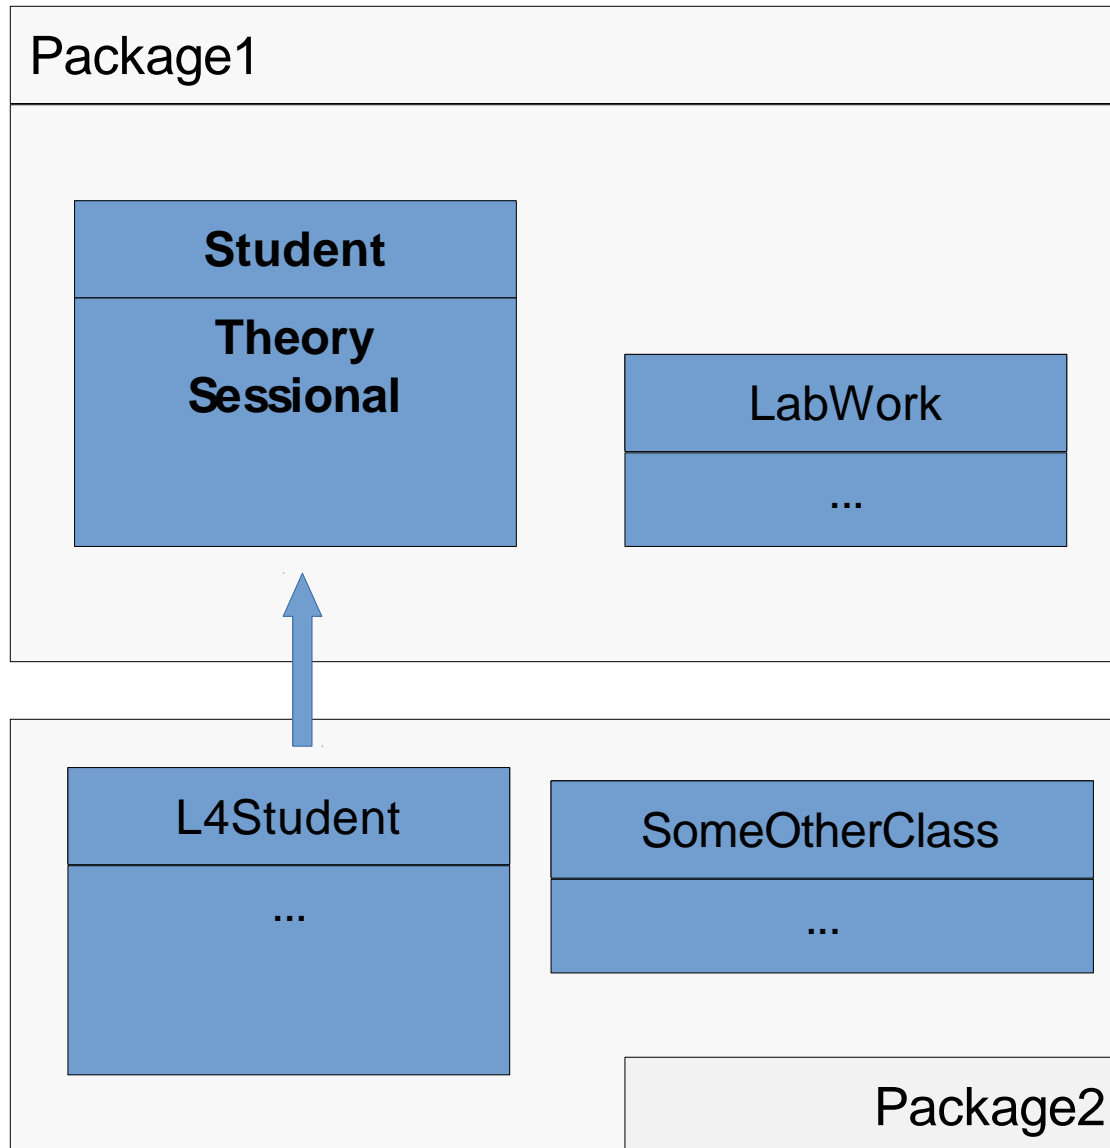 Package1
Student
Theory
Sessional
LabWork
...
L4Student
...
SomeOtherClass
...
Package2